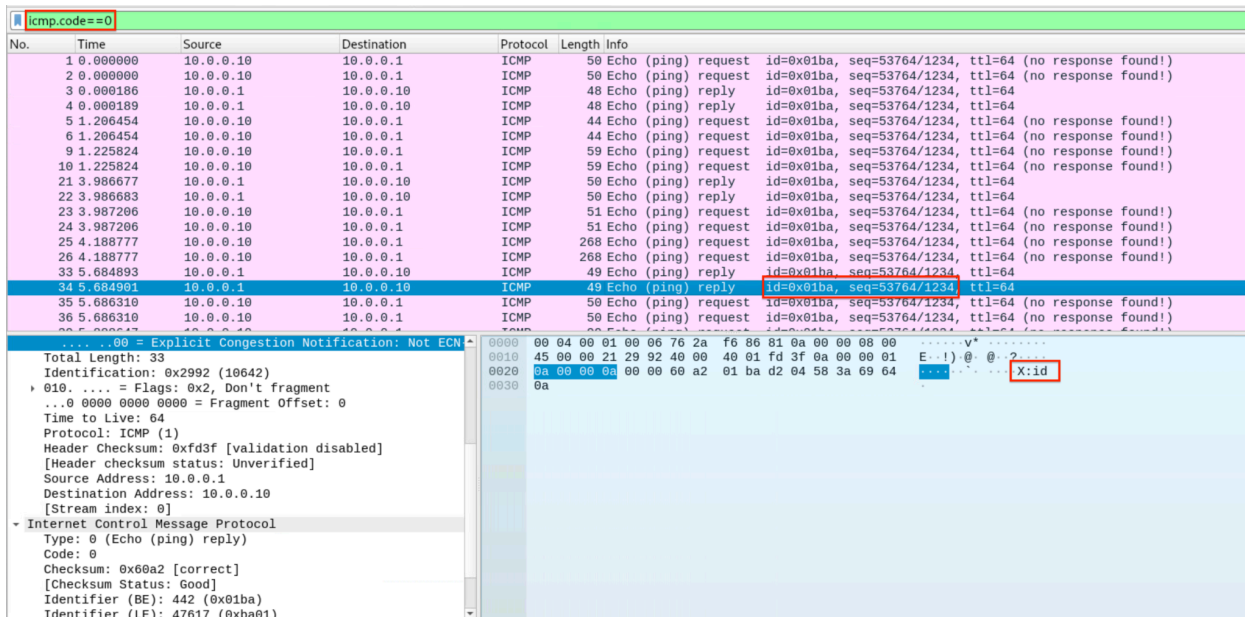 icmp.code==0
No. Time Source Destination Protocol Length Info
1 0.000000 10.0.0.10 10.0.0.1 ICMP 50 Echo (ping) request id=0x01ba, seq=53764/1234, ttl=64 (no response found!)
2 0.000000 10.0.0.10 10.0.0.1 ICMP 50 Echo (ping) request id=0x01ba, seq=53764/1234, ttl=64 (no response found!)
3 0.000186 10.0.0.1 10.0.0.10 ICMP 48 Echo (ping) reply id=0x01ba, seq=53764/1234, ttl=64
4 0.000189 10.0.0.1 10.0.0.10 ICMP 48 Echo (ping) reply id=0x01ba, seq=53764/1234, ttl=64
5 1.206454 10.0.0.10 10.0.0.1 ICMP 44 Echo (ping) request id=0x01ba, seq=53764/1234, ttl=64 (no response found!)
6 1.206454 10.0.0.10 10.0.0.1 ICMP 44 Echo (ping) request id=0x01ba, seq=53764/1234, ttl=64 (no response found!)
9 1.225824 10.0.0.10 10.0.0.1 ICMP 59 Echo (ping) request id=0x01ba, seq=53764/1234, ttl=64 (no response found!)
10 1.225824 10.0.0.10 10.0.0.1 ICMP 59 Echo (ping) request id=0x01ba, seq=53764/1234, ttl=64 (no response found!)
21 3.986677 10.0.0.1 10.0.0.10 ICMP 50 Echo (ping) reply id=0x01ba, seq=53764/1234, ttl=64
22 3.986683 10.0.0.1 10.0.0.10 ICMP 50 Echo (ping) reply id=0x01ba, seq=53764/1234, ttl=64
23 3.987206 10.0.0.10 10.0.0.1 ICMP 51 Echo (ping) request id=0x01ba, seq=53764/1234, ttl=64 (no response found!)
24 3.987206 10.0.0.10 10.0.0.1 ICMP 51 Echo (ping) request id=0x01ba, seq=53764/1234, ttl=64 (no response found!)
25 4.188777 10.0.0.10 10.0.0.1 ICMP 268 Echo (ping) request id=0x01ba, seq=53764/1234, ttl=64 (no response found!)
26 4.188777 10.0.0.10 10.0.0.1 ICMP 268 Echo (ping) request id=0x01ba, seq=53764/1234, ttl=64 (no response found!)
33 5.684893 10.0.0.1 10.0.0.10 ICMP 49 Echo (ping) reply id=0x01ba, seq=53764/1234, ttl=64
34 5.684901 10.0.0.1 10.0.0.10 ICMP 49 Echo (ping) reply id=0x01ba, seq=53764/1234, ttl=64
35 5.686310 10.0.0.10 10.0.0.1 ICMP 50 Echo (ping) request id=0x01ba, seq=53764/1234, ttl=64 (no response found!)
36 5.686310 10.0.0.10 10.0.0.1 ICMP 50 Echo (ping) request id=0x01ba, seq=53764/1234, ttl=64 (no response found!)
.... ..00 = Explicit Congestion Notification: Not ECN-
Total Length: 33
Identification: 0x2992 (10642)
010. .... = Flags: 0x2, Don't fragment
...0 0000 0000 0000 = Fragment Offset: 0
Time to Live: 64
Protocol: ICMP (1)
Header Checksum: 0xfd3f [validation disabled]
[Header checksum status: Unverified]
Source Address: 10.0.0.1
Destination Address: 10.0.0.10
[Stream index: 0]
Internet Control Message Protocol
Type: 0 (Echo (ping) reply)
Code: 0
Checksum: 0x60a2 [correct]
[Checksum Status: Good]
Identifier (BE): 442 (0x01ba)
Identifier (LE): 47617 (0xba01)
0000 00 04 00 01 00 06 76 2a f6 86 81 0a 00 00 08 00 ······v* ········
0010 45 00 00 21 29 92 40 00 40 01 fd 3f 0a 00 00 01 E··!)·@· @··?····
0020 0a 00 00 0a 00 00 60 a2 01 ba d2 04 58 3a 69 64 ······`· ····X:id
0030 0a ·